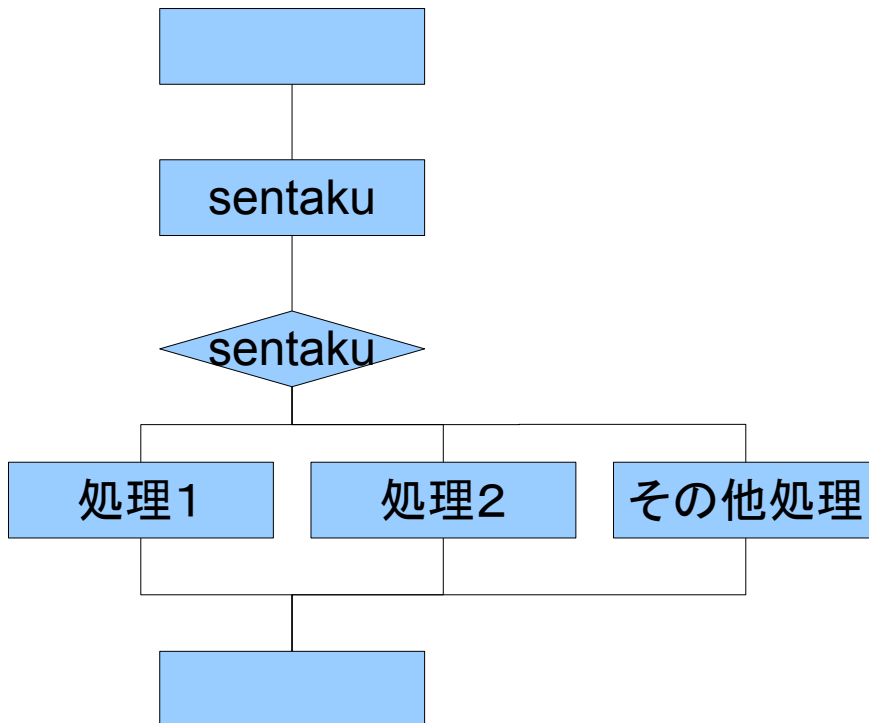 sentaku
sentaku
処理１
処理２
その他処理